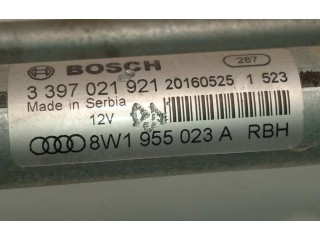 BOSCH 287
3 397 021 921 20160525 1 523
Made in Serbia
12V
8W1 955 023 A RBH